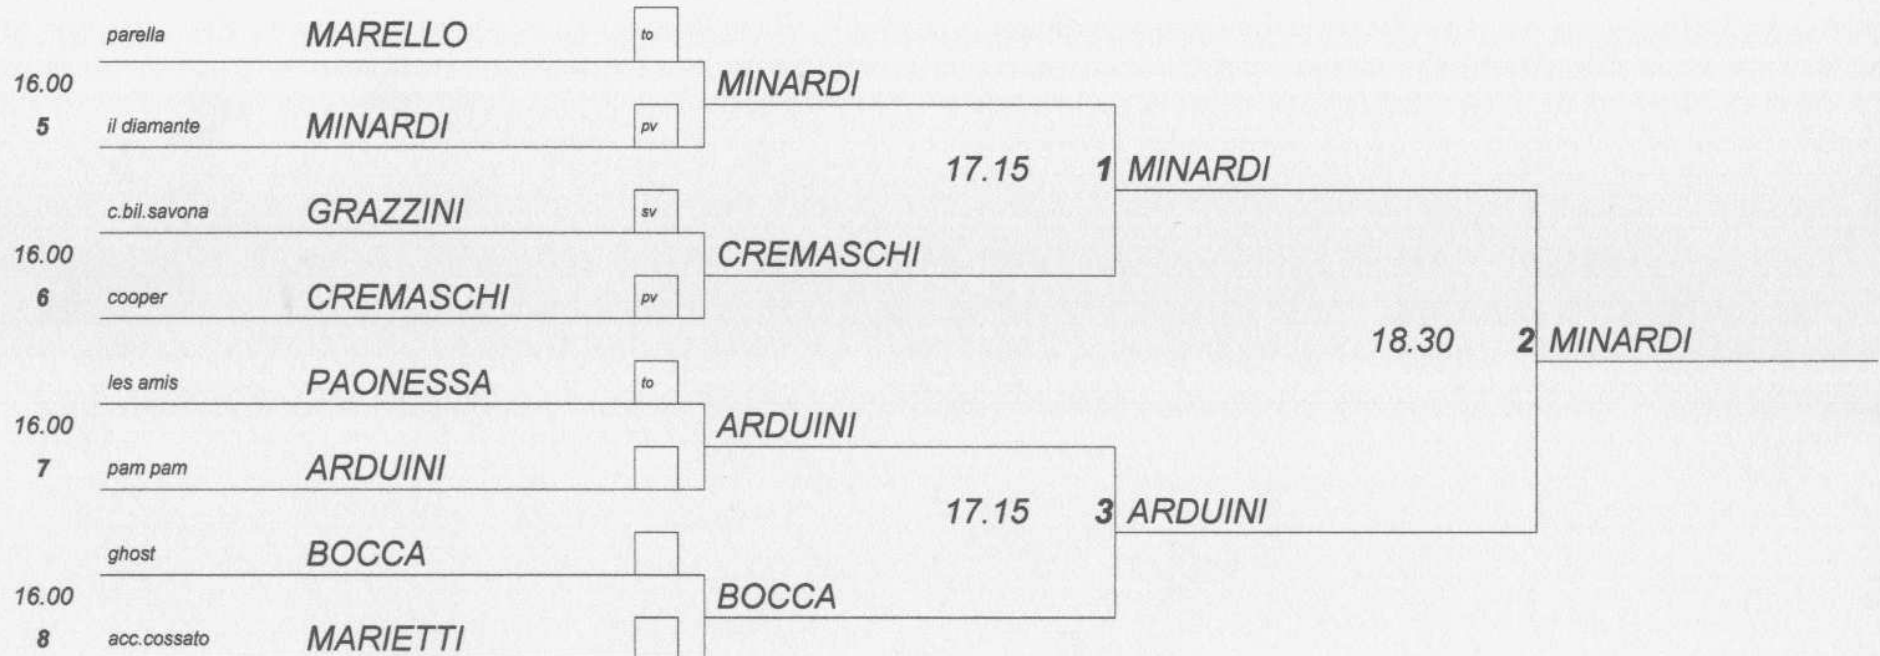 parella MARELLO to
16.00 MINARDI
5 il diamante MINARDI pv
17.15 1 MINARDI
c.bil.savona GRAZZINI sv
16.00 CREMASCHI
6 cooper CREMASCHI pv
18.30 2 MINARDI
les amis PAONESSA to
16.00 ARDUINI
7 pam pam ARDUINI
17.15 3 ARDUINI
ghost BOCCA
16.00 BOCCA
8 acc.cossato MARIETTI